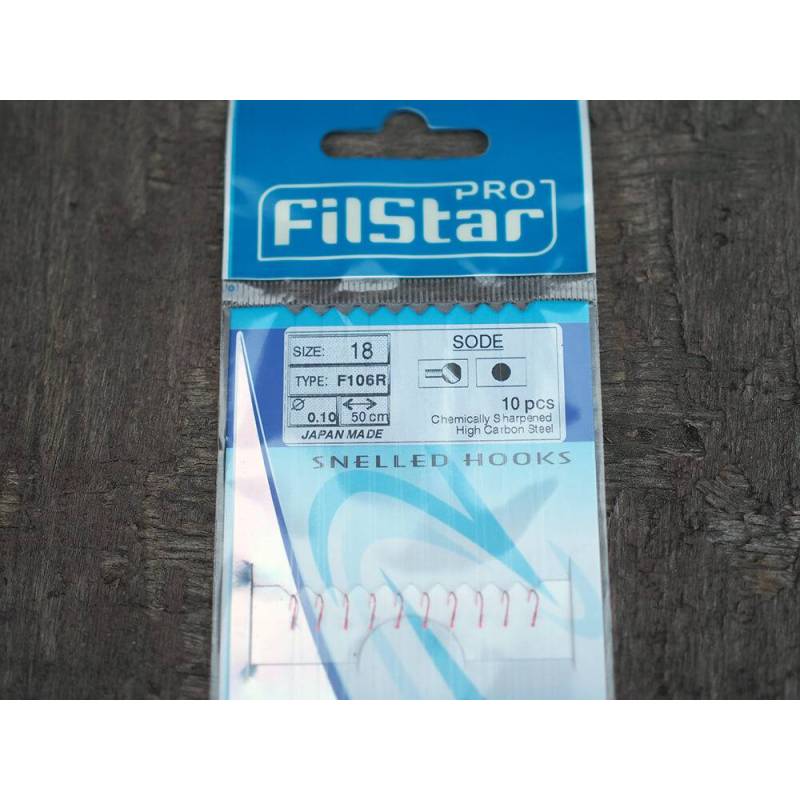 PRO
FilStar
SIZE: 18
TYPE: F106R
Ø 0.10 50 cm
JAPAN MADE
SODE
10 pcs
Chemically Sharpened
High Carbon Steel
SNELLED HOOKS